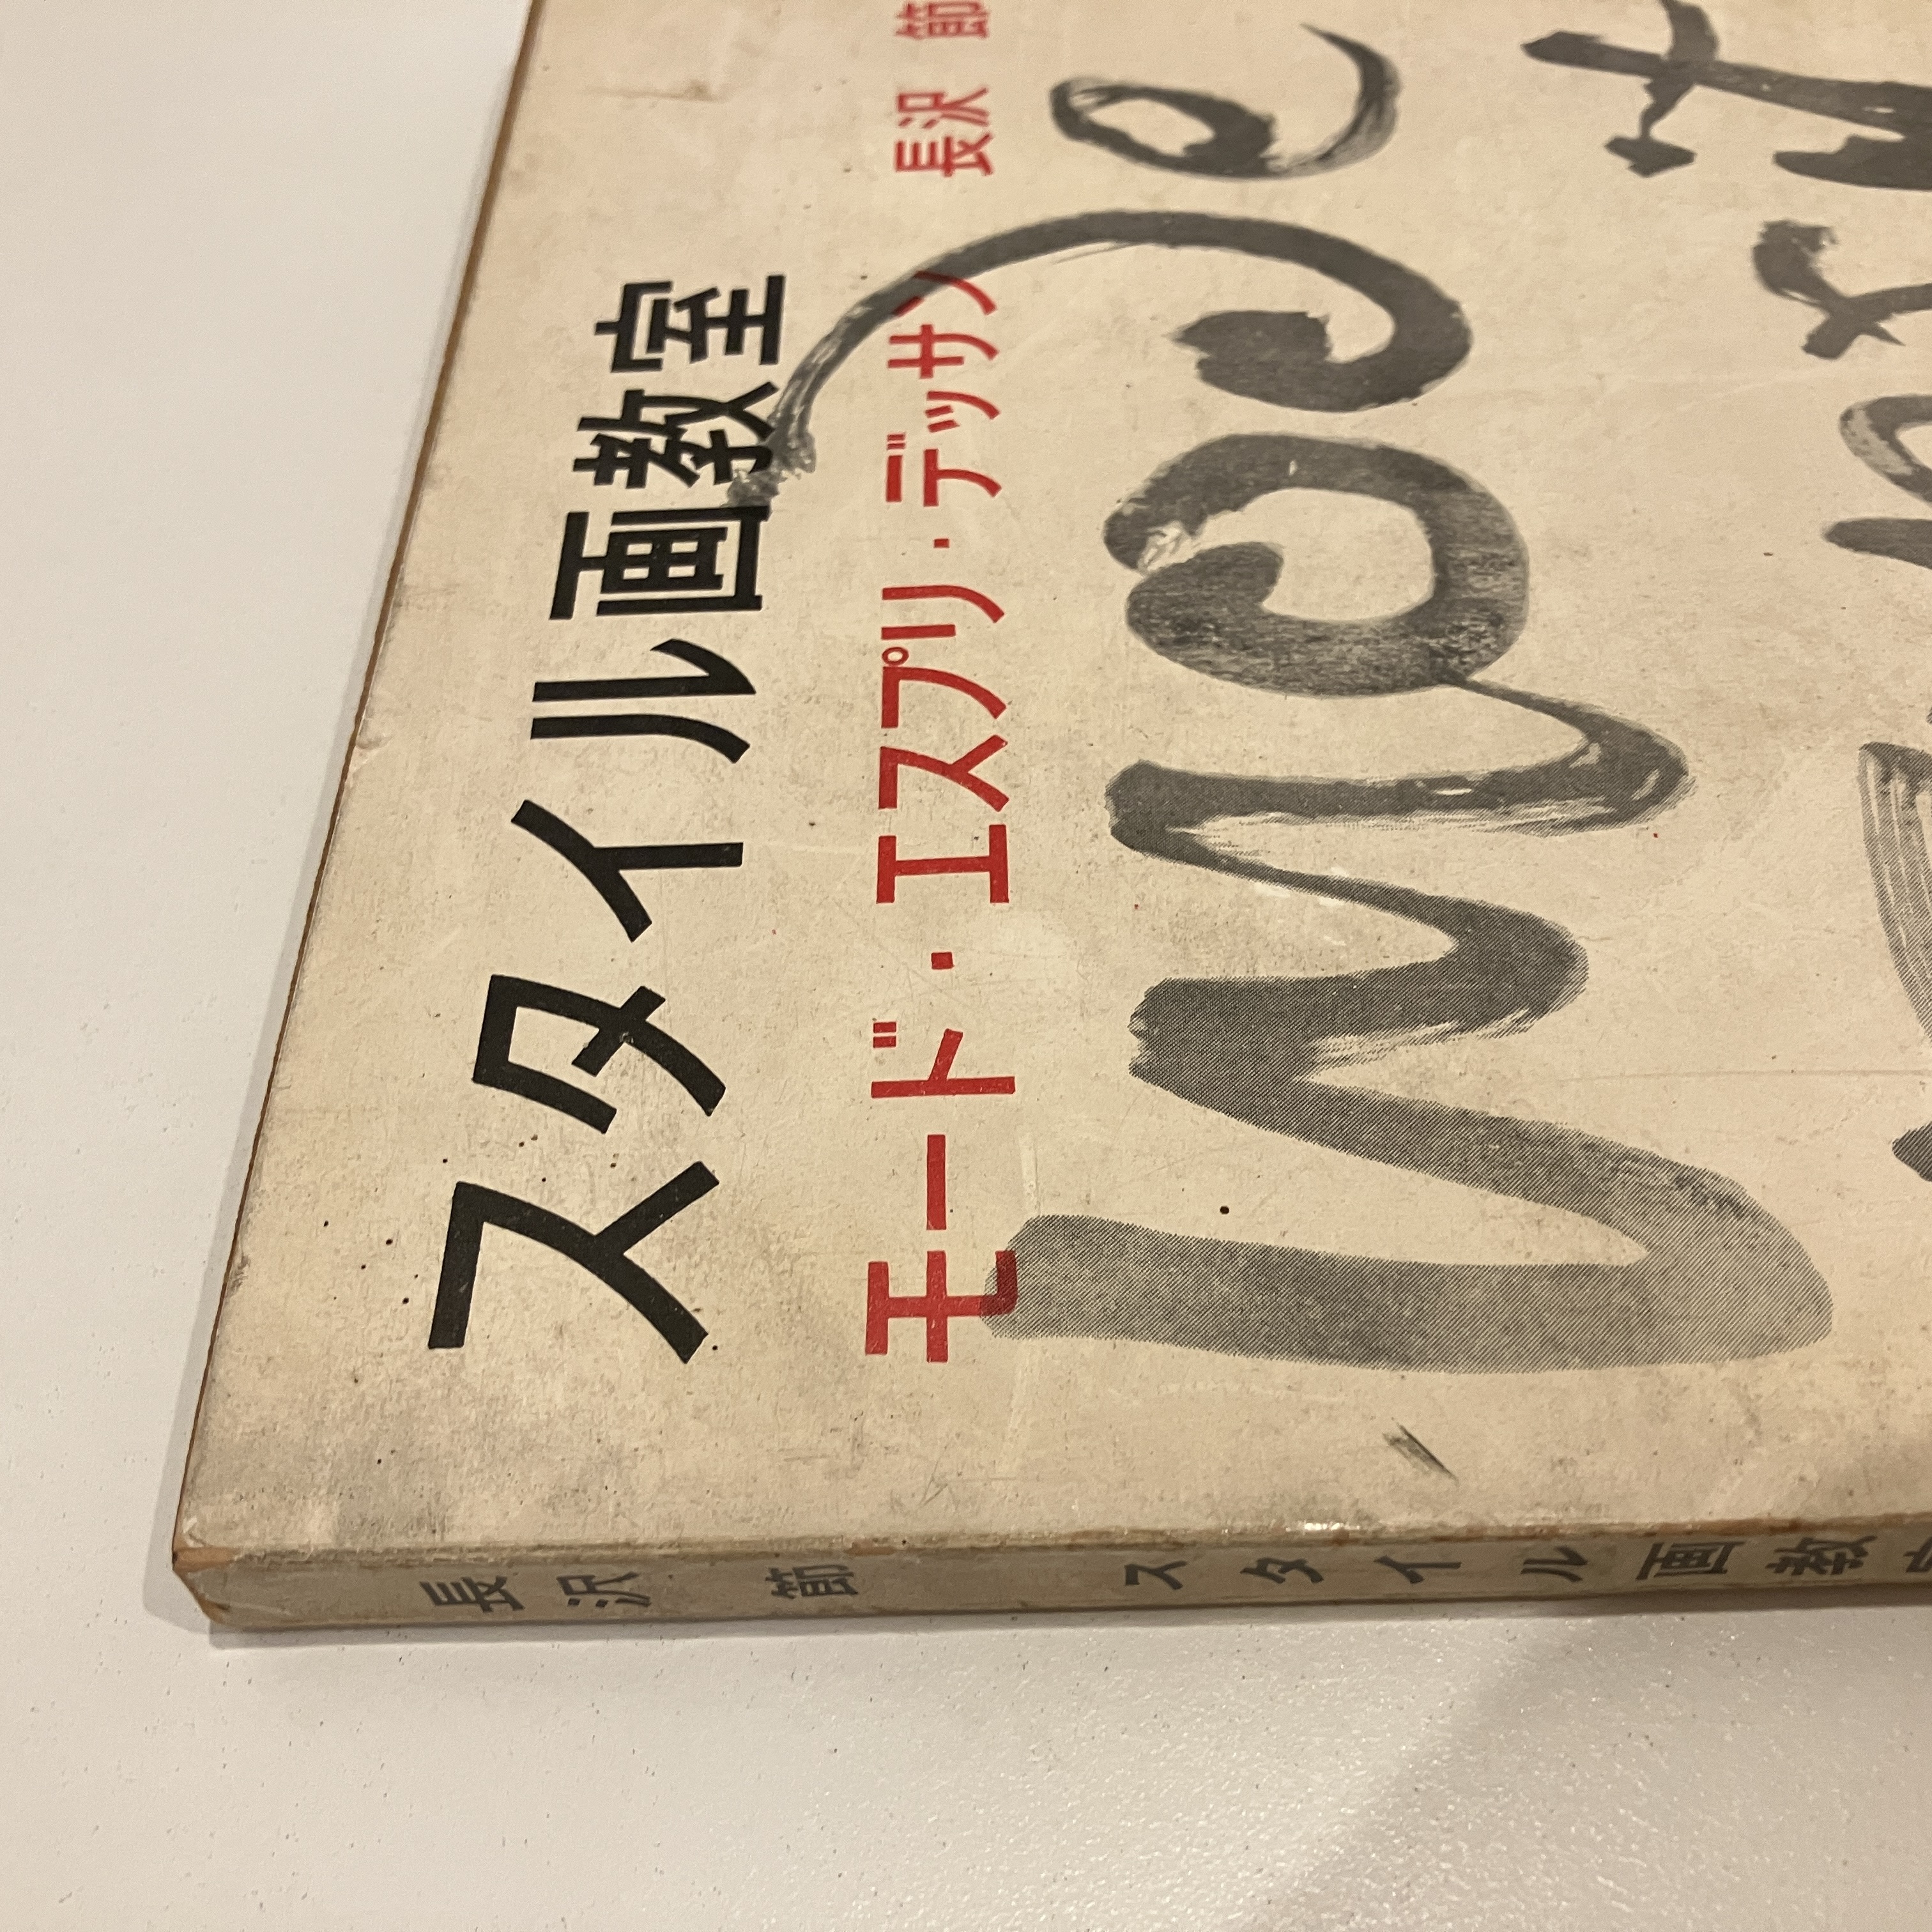 スタイル画教室
モード・エスプリ・デッサン 長沢 節
mode
長沢 節 スタイル画教